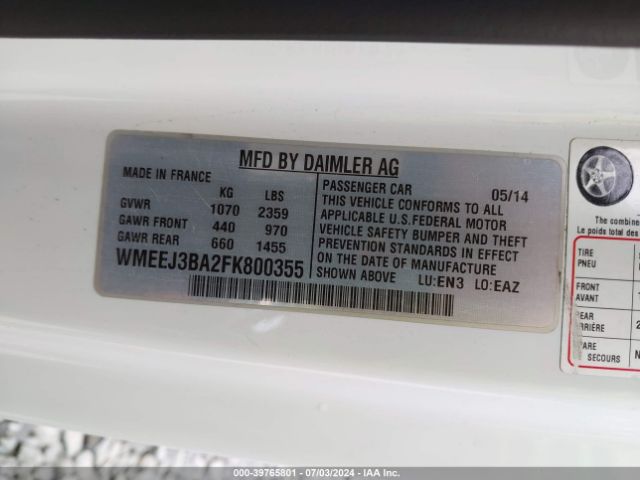 MFD BY DAIMLER AG
MADE IN FRANCE
KG LBS
GVWR 1070 2359
GAWR FRONT 440 970
GAWR REAR 660 1455
WMEEJ3BA2FK800355
PASSENGER CAR 05/14
THIS VEHICLE CONFORMS TO ALL
APPLICABLE U.S. FEDERAL MOTOR
VEHICLE SAFETY BUMPER AND THEFT
PREVENTION STANDARDS IN EFFECT
ON THE DATE OF MANUFACTURE
SHOWN ABOVE LU:EN3 LO:EAZ
The combine
Le poids total des
TIRE
PNEU
FRONT
AVANT
REAR
ARRIÈRE
SPARE
DE SECOURS
000-39765801 - 07/03/2024 - IAAI.com